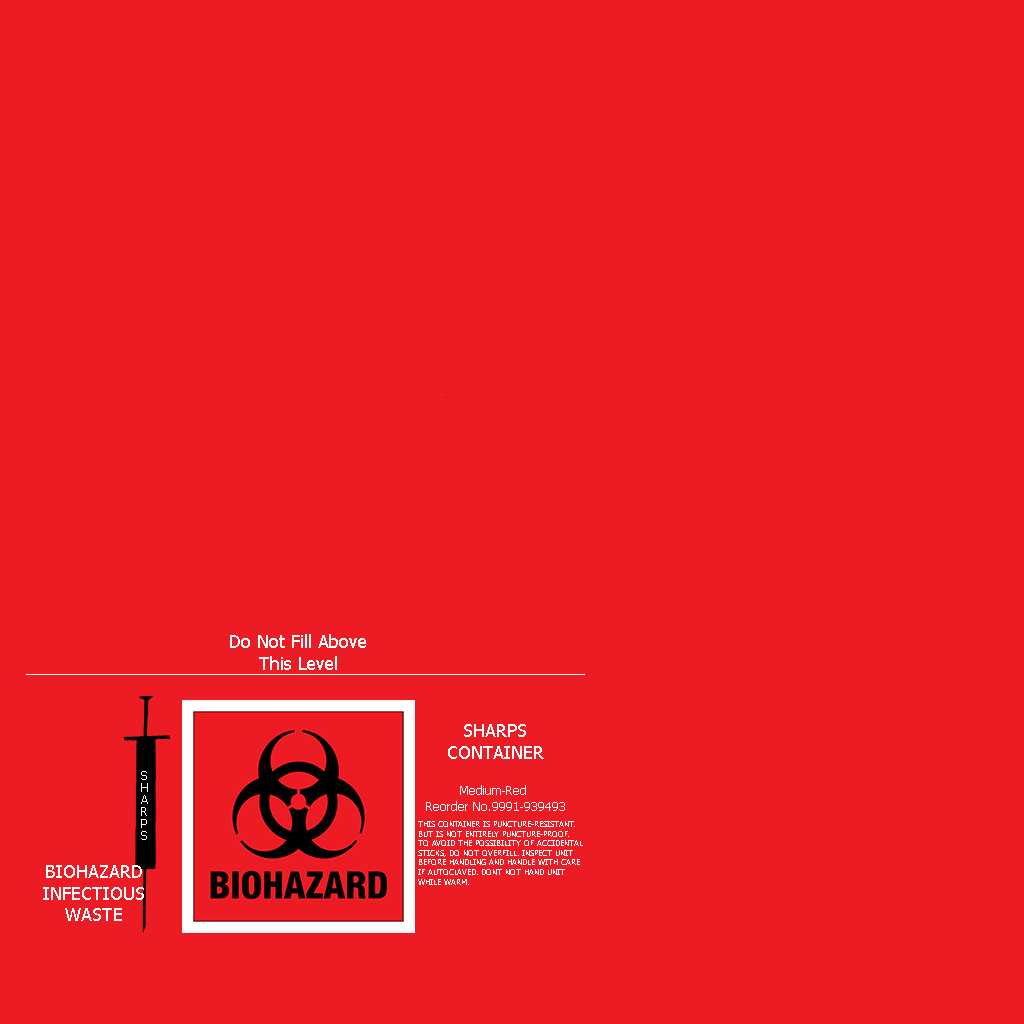 Do Not Fill Above
This Level
SHARPS
BIOHAZARD
INFECTIOUS
WASTE
BIOHAZARD
SHARPS
CONTAINER
Medium-Red
Reorder No.9991-939493
THIS CONTAINER IS PUNCTURE-RESISTANT.
BUT IS NOT ENTIRELY PUNCTURE-PROOF.
TO AVOID THE POSSIBILITY OF ACCIDENTAL
STICKS, DO NOT OVERFILL. INSPECT UNIT
BEFORE HANDLING AND HANDLE WITH CARE
IF AUTOCLAVED. DONT NOT HAND UNIT
WHILE WARM.